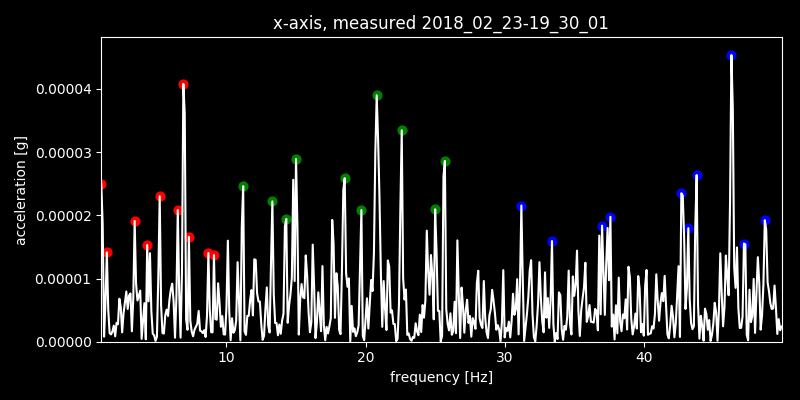 x-axis, measured 2018_02_23-19_30_01
acceleration [g]
0.00004
0.00003
0.00002
0.00001
0.00000
10 20 30 40
frequency [Hz]